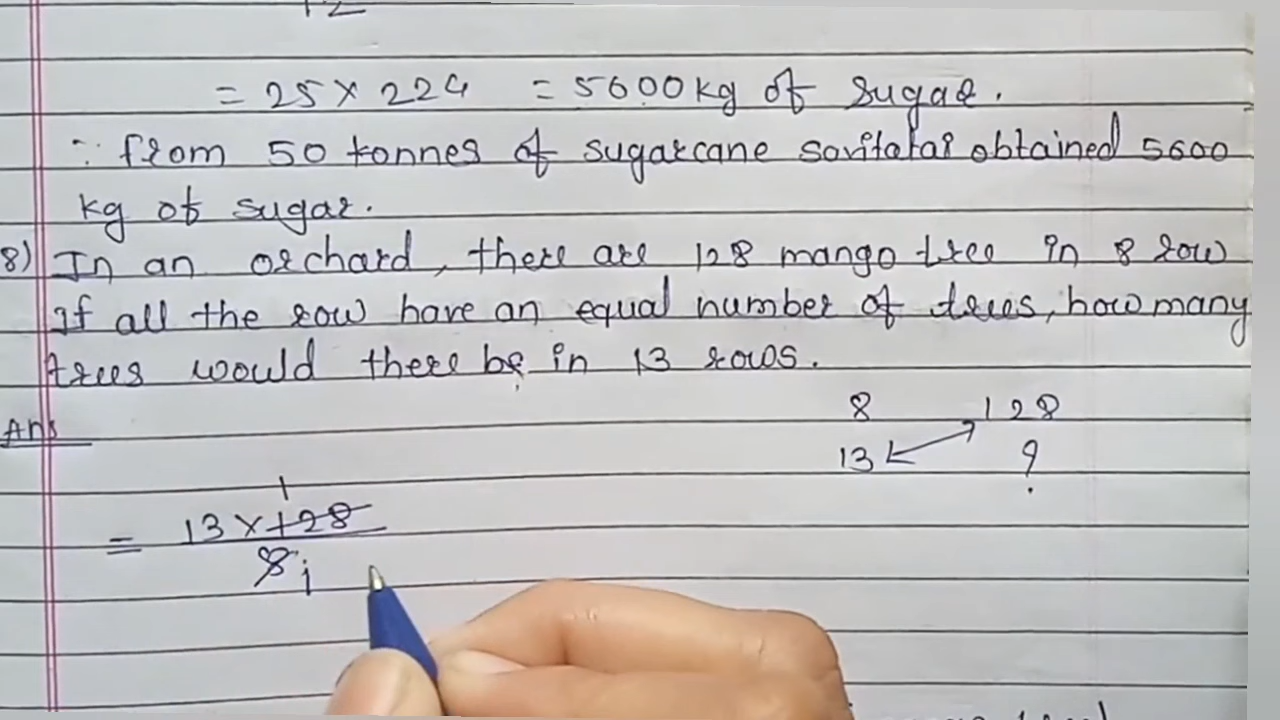 12
= 25 × 224 = 5600 kg of sugar.
∵ from 50 tonnes of sugarcane savitatai obtained 5600
kg of sugar.
8) In an orchard, there are 128 mango tree in 8 row
If all the row have an equal number of trees, how many
trees would there be in 13 rows.
8 128
Ans
13 ?
1
= 13 × 128
8 1